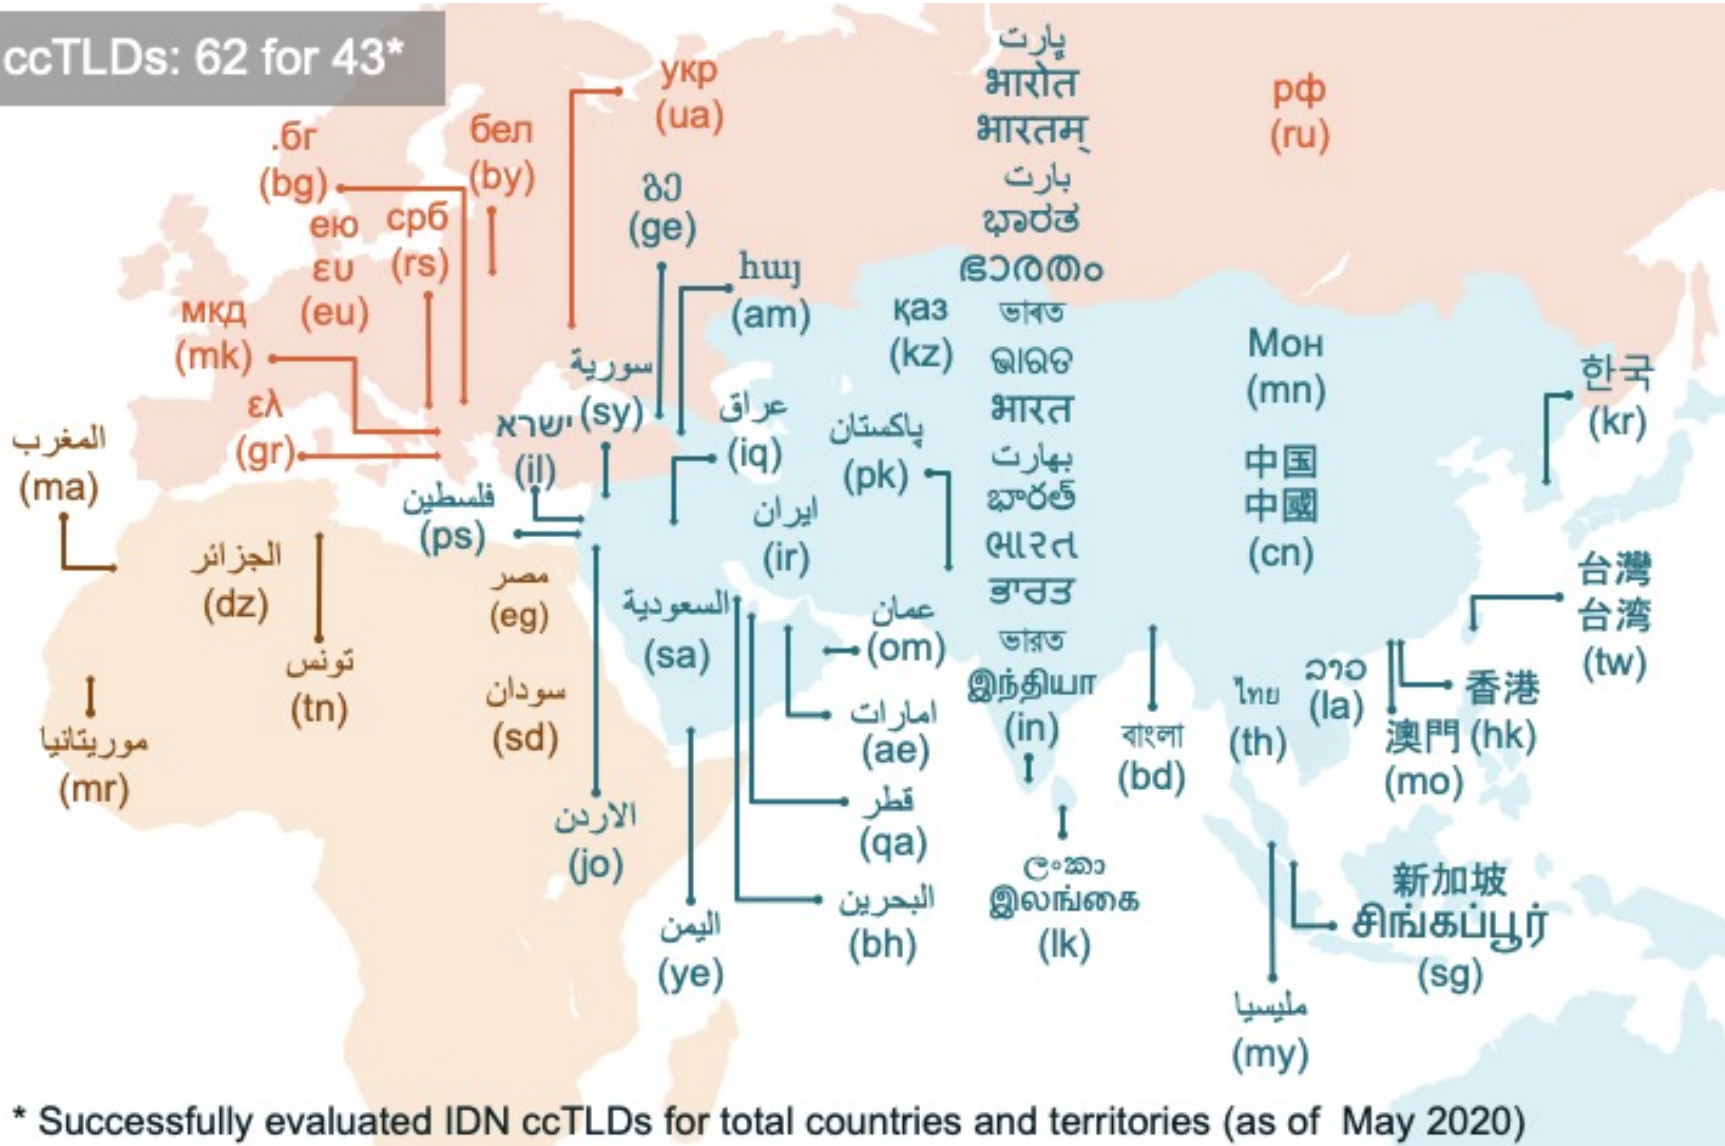 ccTLDs: 62 for 43*
укр
(ua)
.бг
(bg)
бел
(by)
ею
ευ
(eu)
срб
(rs)
мкд
(mk)
ελ
(gr)
рф
(ru)
გე
(ge)
հայ
(am)
سورية
(sy)
ישרא
(il)
عراق
(iq)
فلسطين
(ps)
ایران
(ir)
қаз
(kz)
پاکستان
(pk)
ڀارت
भारोत
भारतम्
بارت
ಭಾರತ
ഭാരതം
ভাৰত
ଭାରତ
भारत
بھارت
భారత్
ભારત
ਭਾਰਤ
ভারত
இந்தியா
(in)
Мон
(mn)
中国
中國
(cn)
한국
(kr)
台灣
台湾
(tw)
المغرب
(ma)
الجزائر
(dz)
تونس
(tn)
مصر
(eg)
سودان
(sd)
موريتانيا
(mr)
السعودية
(sa)
عمان
(om)
امارات
(ae)
قطر
(qa)
البحرين
(bh)
الاردن
(jo)
اليمن
(ye)
ලංකා
இலங்கை
(lk)
বাংলা
(bd)
ไทย
(th)
ລາວ
(la)
香港
(hk)
澳門
(mo)
新加坡
சிங்கப்பூர்
(sg)
مليسيا
(my)
* Successfully evaluated IDN ccTLDs for total countries and territories (as of May 2020)